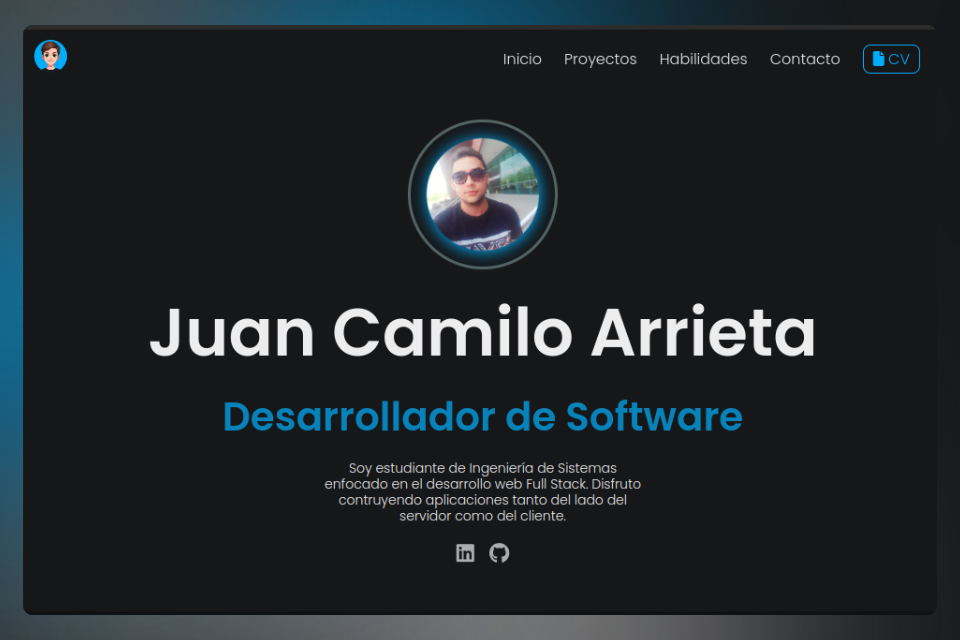 Inicio Proyectos Habilidades Contacto CV
Juan Camilo Arrieta
Desarrollador de Software
Soy estudiante de Ingeniería de Sistemas
enfocado en el desarrollo web Full Stack. Disfruto
contruyendo aplicaciones tanto del lado del
servidor como del cliente.
in